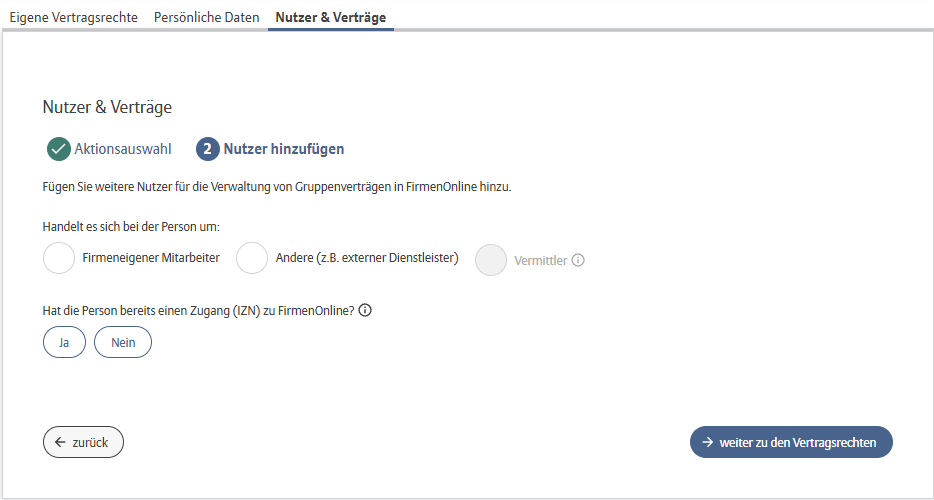 Eigene Vertragsrechte Persönliche Daten Nutzer & Verträge
Nutzer & Verträge
Aktionsauswahl 2 Nutzer hinzufügen
Fügen Sie weitere Nutzer für die Verwaltung von Gruppenverträgen in FirmenOnline hinzu.
Handelt es sich bei der Person um:
Firmeneigener Mitarbeiter Andere (z.B. externer Dienstleister) Vermittler
Hat die Person bereits einen Zugang (IZN) zu FirmenOnline?
Ja Nein
zurück weiter zu den Vertragsrechten